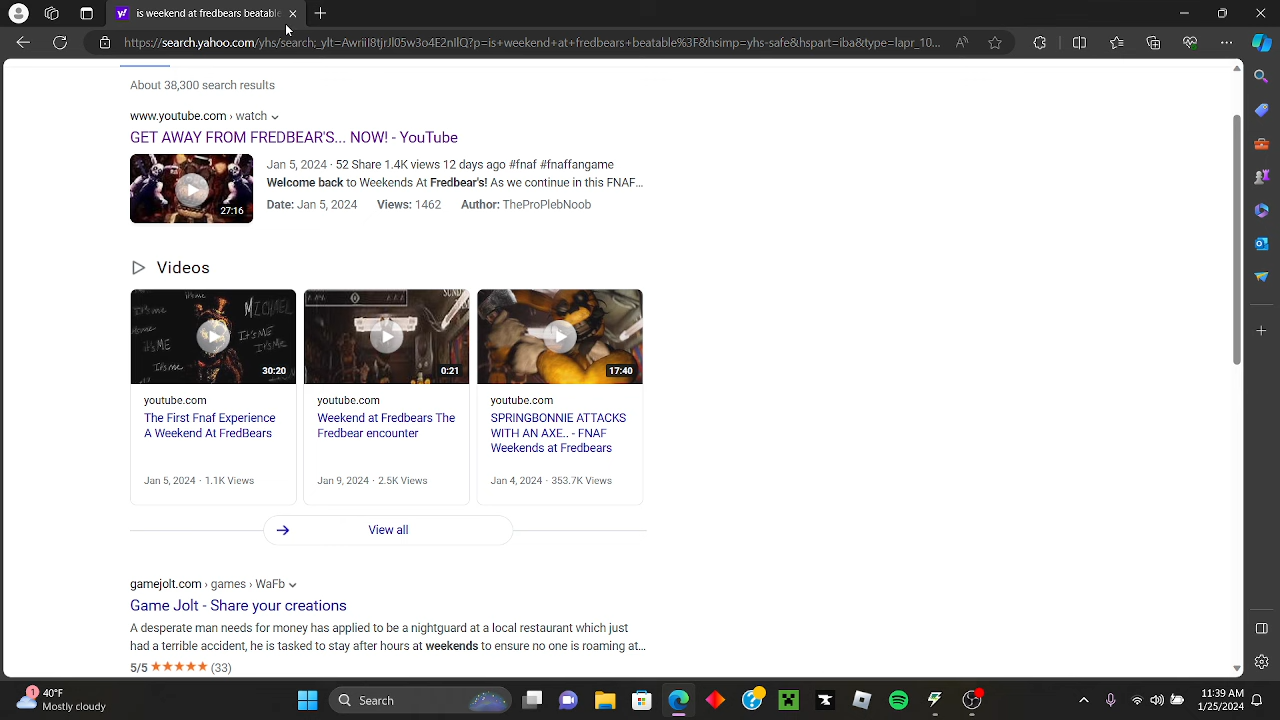 is weekend at fredbears beatable
https://search.yahoo.com/yhs/search;_ylt=AwriI8tjrJl05w3o4E2nIlQ?p=is+weekend+at+fredbears+beatable%3F&hsimp=yhs-safe&hspart=iba&type=lapr_10...
About 38,300 search results
www.youtube.com › watch
GET AWAY FROM FREDBEAR'S... NOW! - YouTube
Jan 5, 2024 · 52 Share 1.4K views 12 days ago #fnaf #fnaffangame
Welcome back to Weekends At Fredbear's! As we continue in this FNAF...
Date: Jan 5, 2024 Views: 1462 Author: TheProPlebNoob
27:16
Videos
MICHAEL
IT'S ME
It's me
30:20
0:21
17:40
youtube.com
The First Fnaf Experience
A Weekend At FredBears
Jan 5, 2024 · 1.1K Views
youtube.com
Weekend at Fredbears The
Fredbear encounter
Jan 9, 2024 · 2.5K Views
youtube.com
SPRINGBONNIE ATTACKS
WITH AN AXE.. - FNAF
Weekends at Fredbears
Jan 4, 2024 · 353.7K Views
View all
gamejolt.com › games › WaFb
Game Jolt - Share your creations
A desperate man needs for money has applied to be a nightguard at a local restaurant which just
had a terrible accident, he is tasked to stay after hours at weekends to ensure no one is roaming at...
5/5 ★★★★★ (33)
1
40°F
Mostly cloudy
Search
11:39 AM
1/25/2024